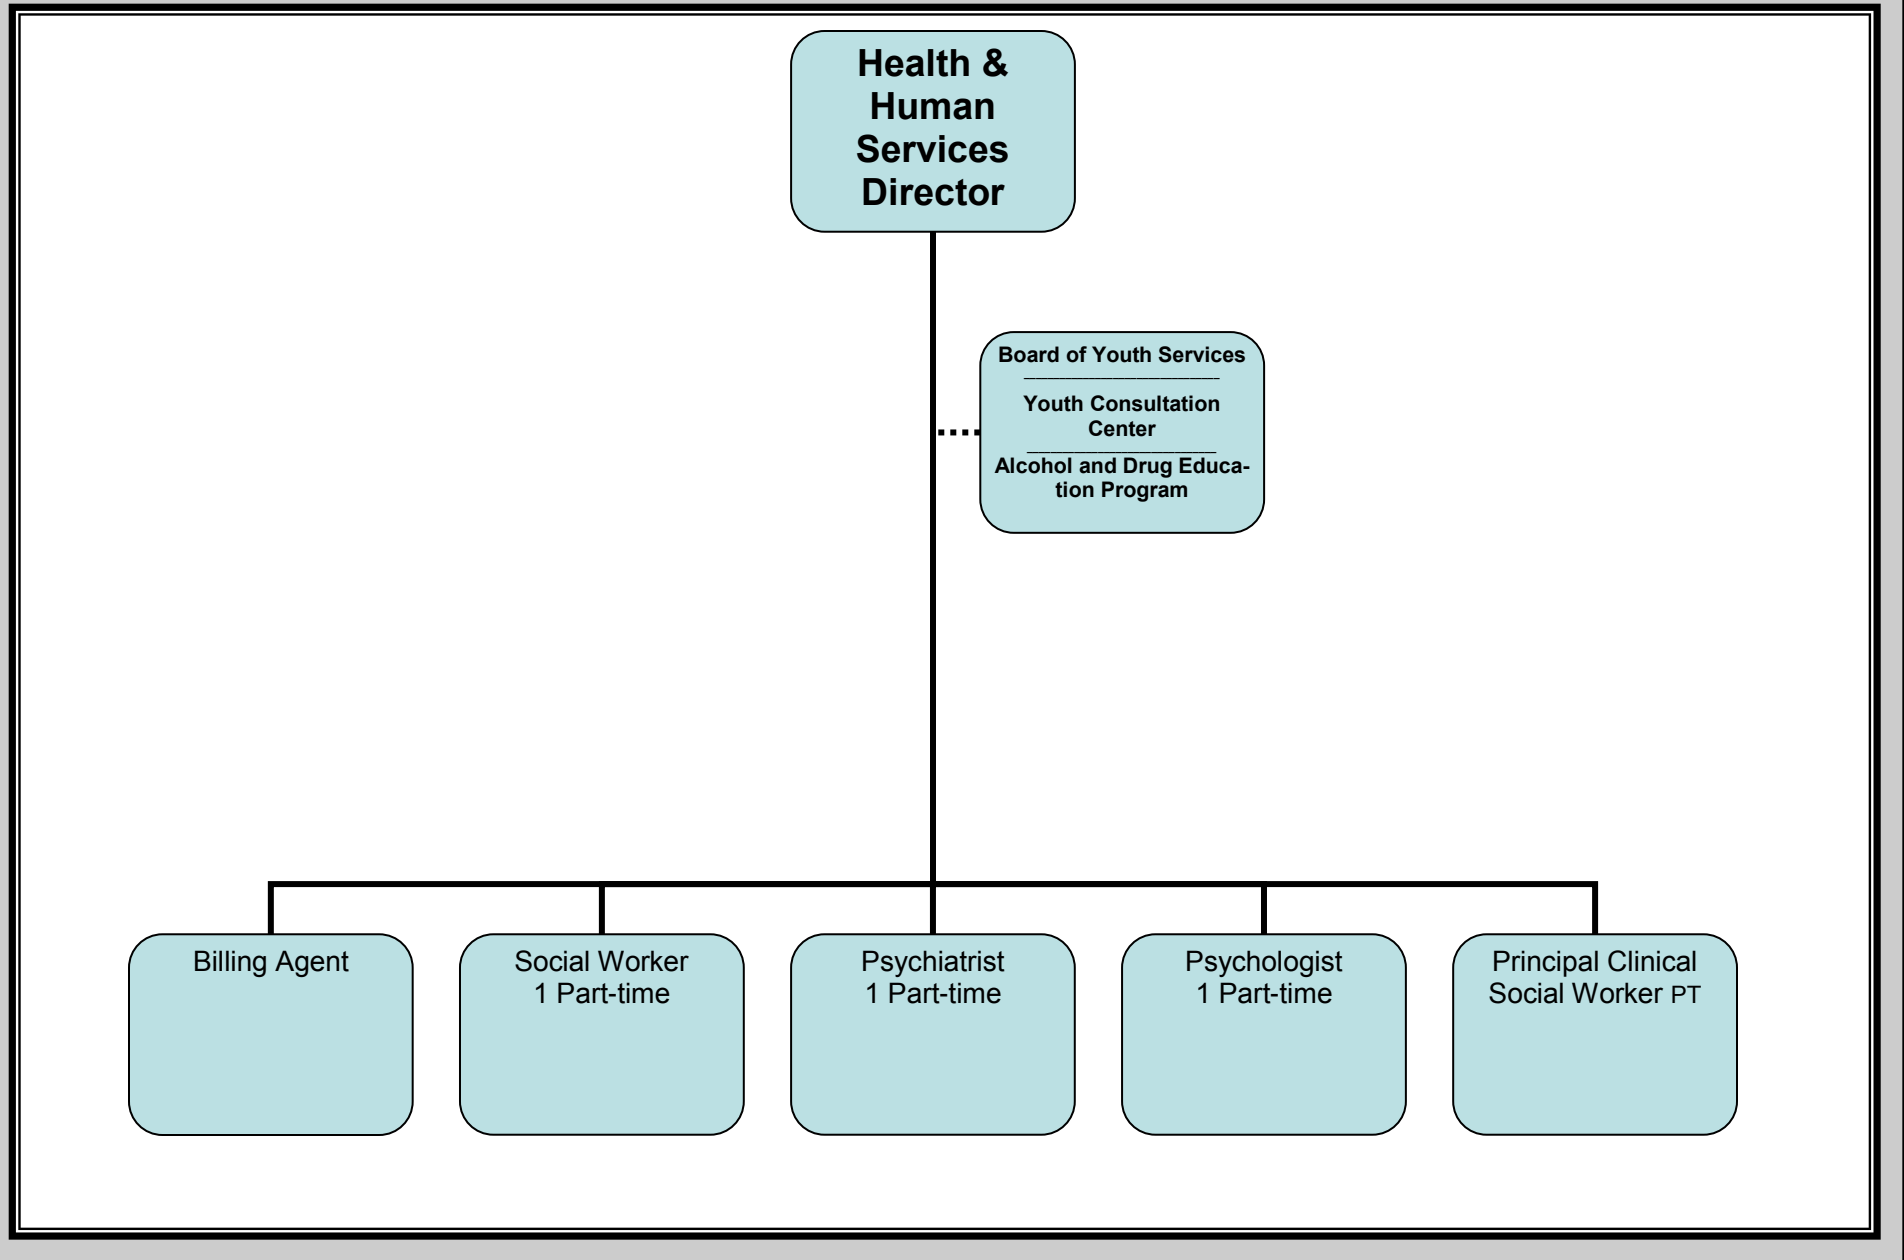 Health &
Human
Services
Director
Board of Youth Services
Youth Consultation
Center
Alcohol and Drug Educa-
tion Program
Billing Agent
Social Worker
1 Part-time
Psychiatrist
1 Part-time
Psychologist
1 Part-time
Principal Clinical
Social Worker PT